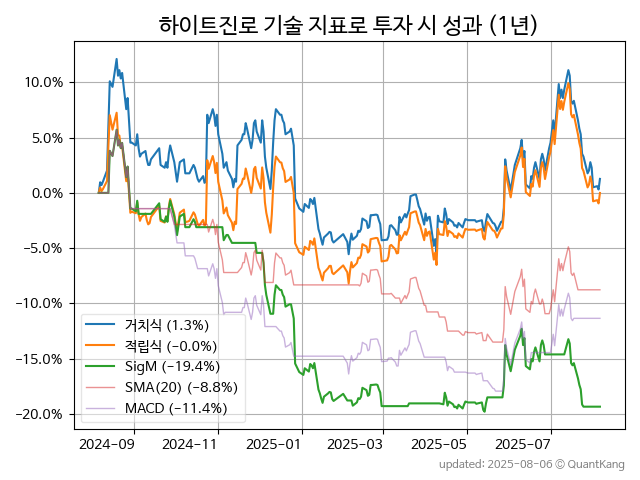 하이트진로 기술 지표로 투자 시 성과 (1년)
10.0%
5.0%
0.0%
−5.0%
−10.0%
−15.0%
−20.0%
거치식 (1.3%)
적립식 (−0.0%)
SigM (−19.4%)
SMA(20) (−8.8%)
MACD (−11.4%)
2024−09
2024−11
2025−01
2025−03
2025−05
2025−07
updated: 2025-08-06 © QuantKang